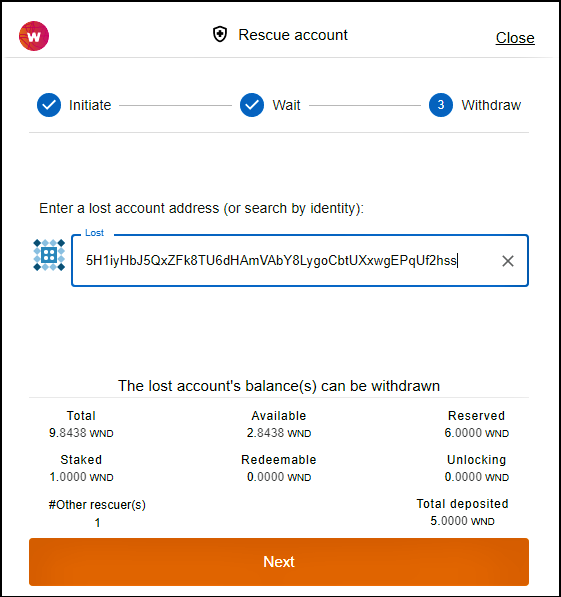 w
Rescue account
Close
Initiate
Wait
3
Withdraw
Enter a lost account address (or search by identity):
Lost
5H1iyHbJ5QxZFk8TU6dHAmVAbY8LygoCbtUXxwgEPqUf2hss
The lost account's balance(s) can be withdrawn
Total Available Reserved
9.8438 WND 2.8438 WND 6.0000 WND
Staked Redeemable Unlocking
1.0000 WND 0.0000 WND 0.0000 WND
#Other rescuer(s) Total deposited
1 5.0000 WND
Next